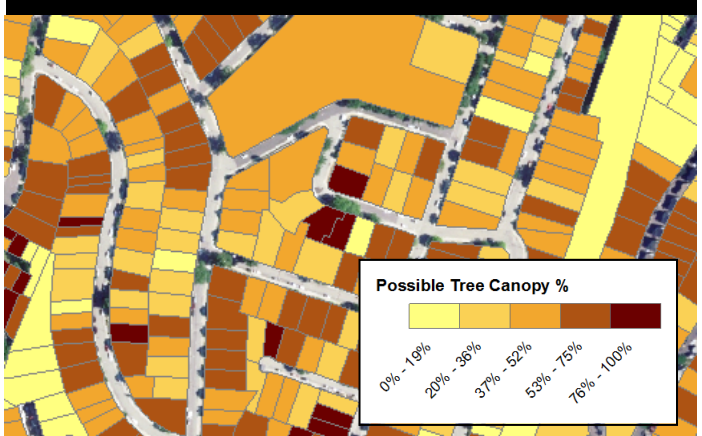 Possible Tree Canopy %
0% - 19%
20% - 36%
37% - 52%
53% - 75%
76% - 100%